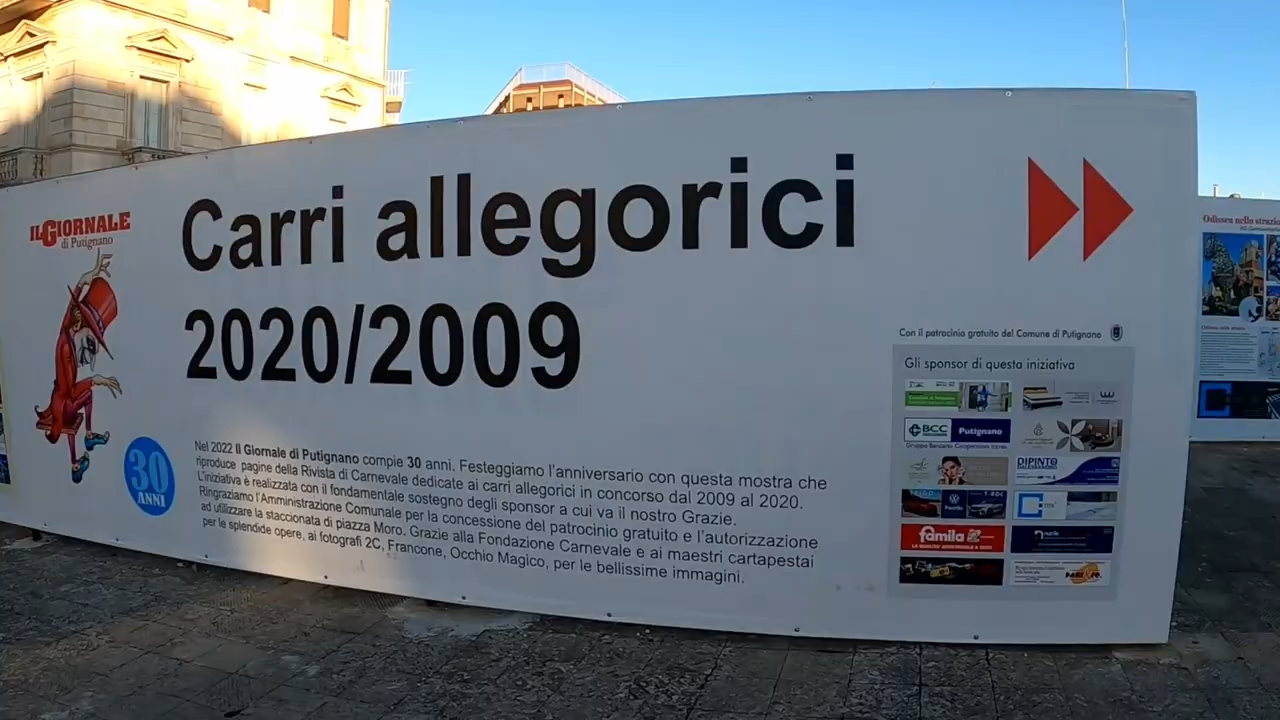 IL GIORNALE
di Putignano
Carri allegorici
2020/2009
30
ANNI
Nel 2022 Il Giornale di Putignano compie 30 anni. Festeggiamo l'anniversario con questa mostra che
riproduce pagine della Rivista di Carnevale dedicate ai carri allegorici in concorso dal 2009 al 2020.
L'iniziativa è realizzata con il fondamentale sostegno degli sponsor a cui va il nostro Grazie.
Ringraziamo l'Amministrazione Comunale per la concessione del patrocinio gratuito e l'autorizzazione
ad utilizzare la staccionata di piazza Moro. Grazie alla Fondazione Carnevale e ai maestri cartapestai
per le splendide opere, ai fotografi 2C, Francone, Occhio Magico, per le bellissime immagini.
Con il patrocinio gratuito del Comune di Putignano
Gli sponsor di questa iniziativa
BCC Putignano
DIPINTO
famila
Odissea nello